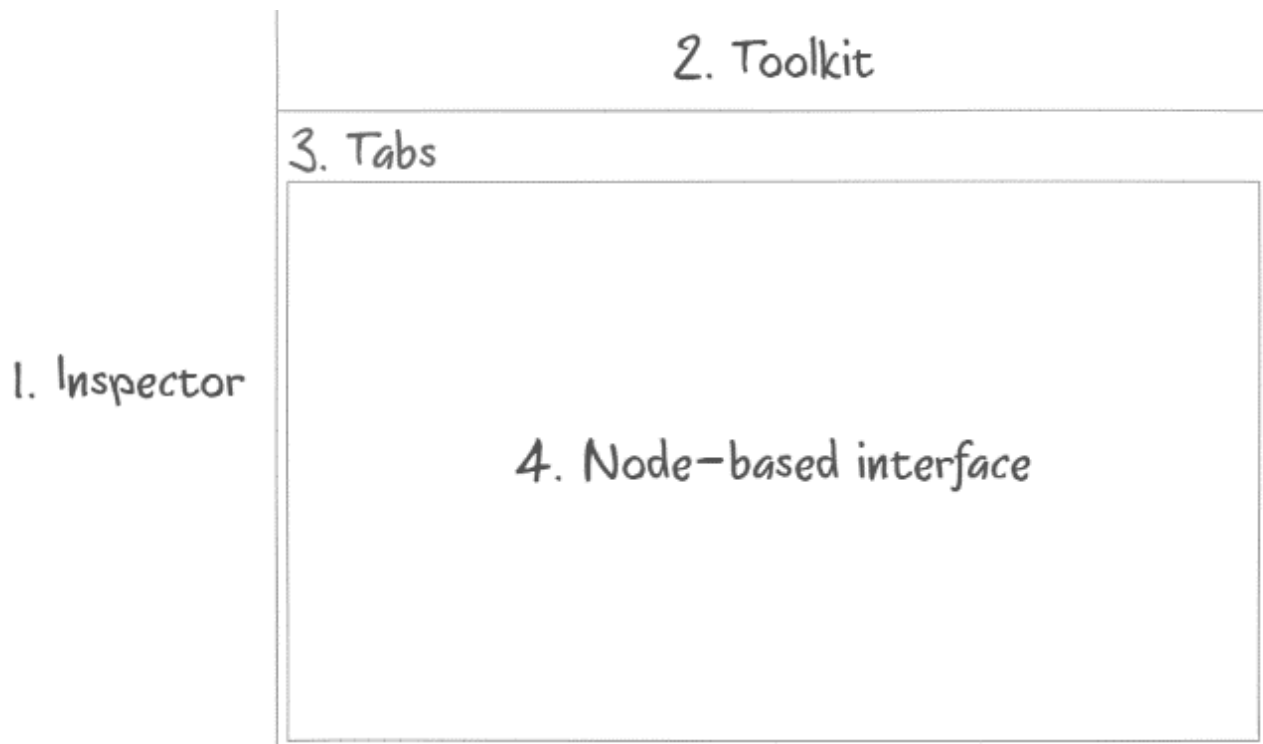 2. Toolkit
3. Tabs
1. Inspector
4. Node-based interface